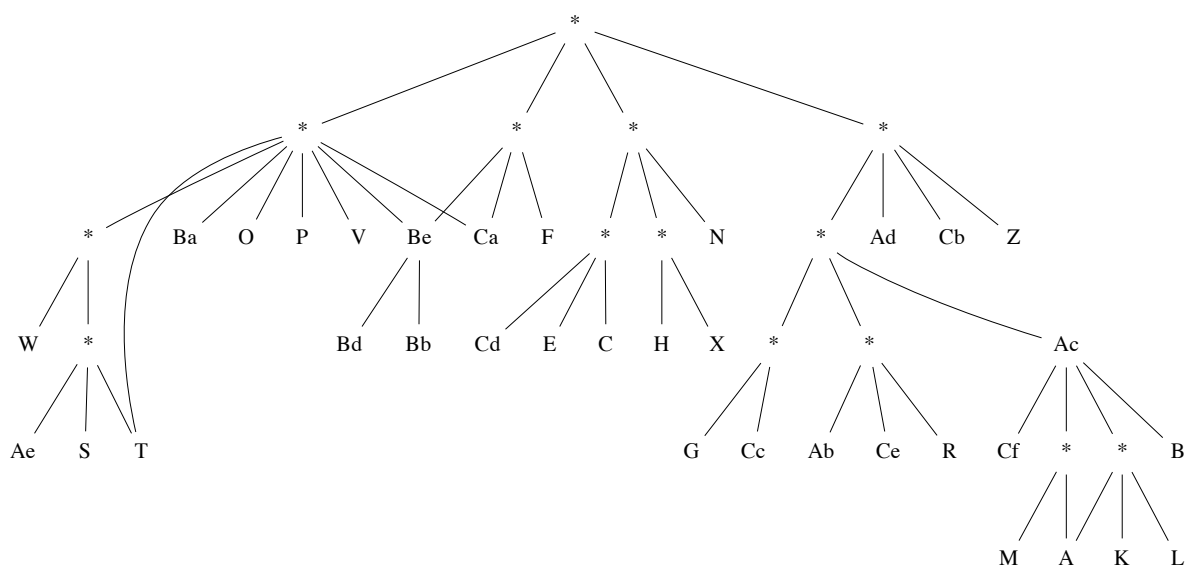 *
* * * *
* Ba O P V Be Ca F * * N * Ad Cb Z
W * Bd Bb Cd E C H X * * Ac
Ae S T G Cc Ab Ce R Cf * * B
M A K L